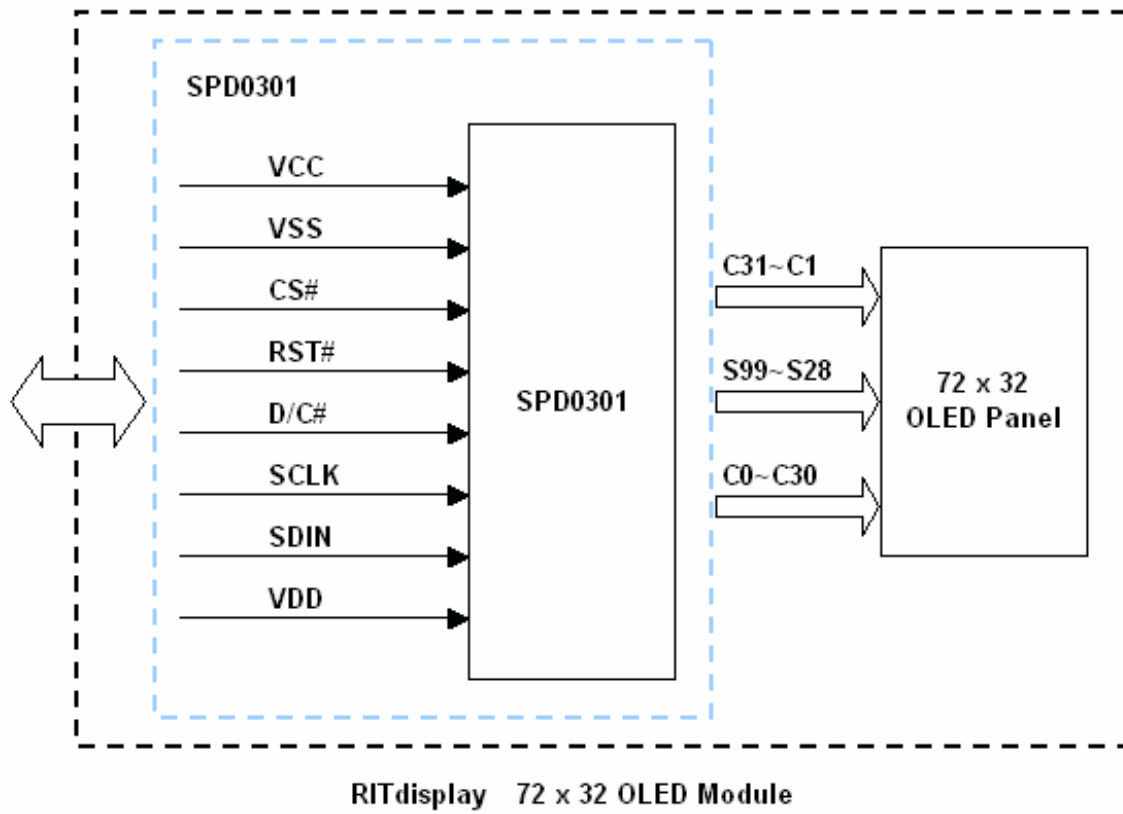 SPD0301
VCC
VSS
CS#
RST#
D/C#
SCLK
SDIN
VDD
SPD0301
C31~C1
S99~S28
C0~C30
72 x 32
OLED Panel
RITdisplay 72 x 32 OLED Module